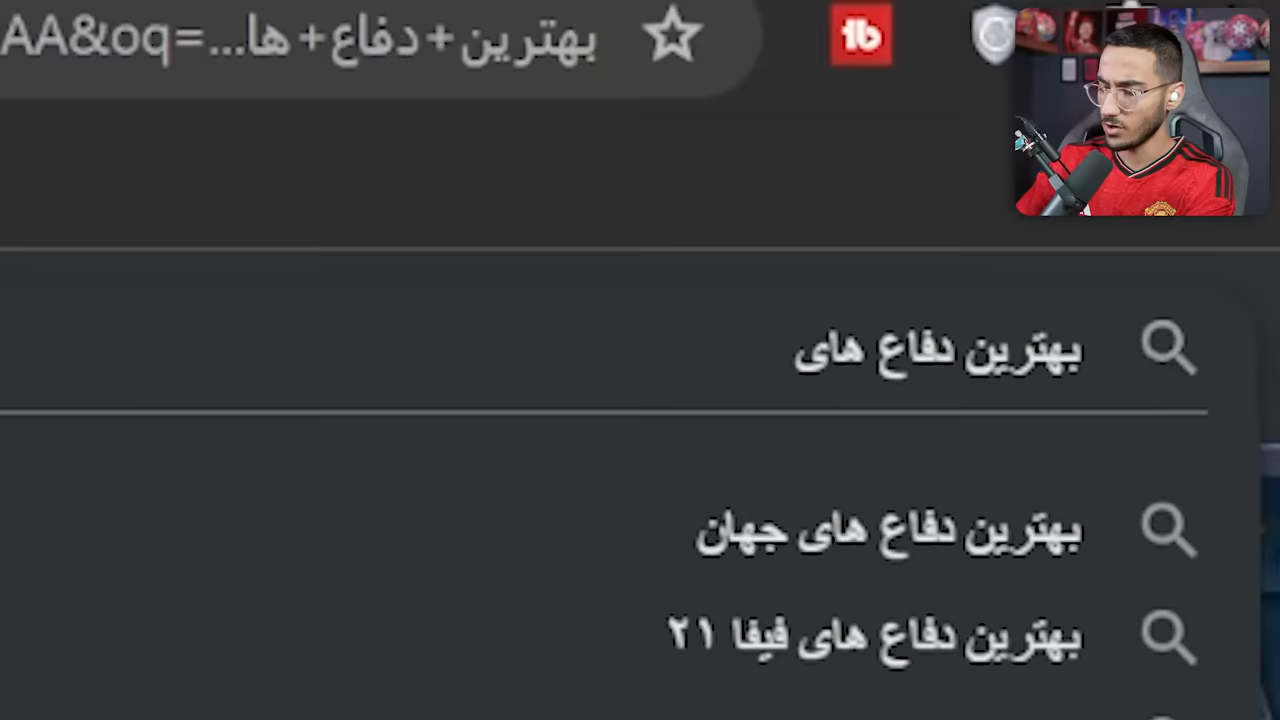 AA&oq=...بهترین+دفاع+ها
بهترین دفاع های
بهترین دفاع های جهان
بهترین دفاع های فیفا ۲۱